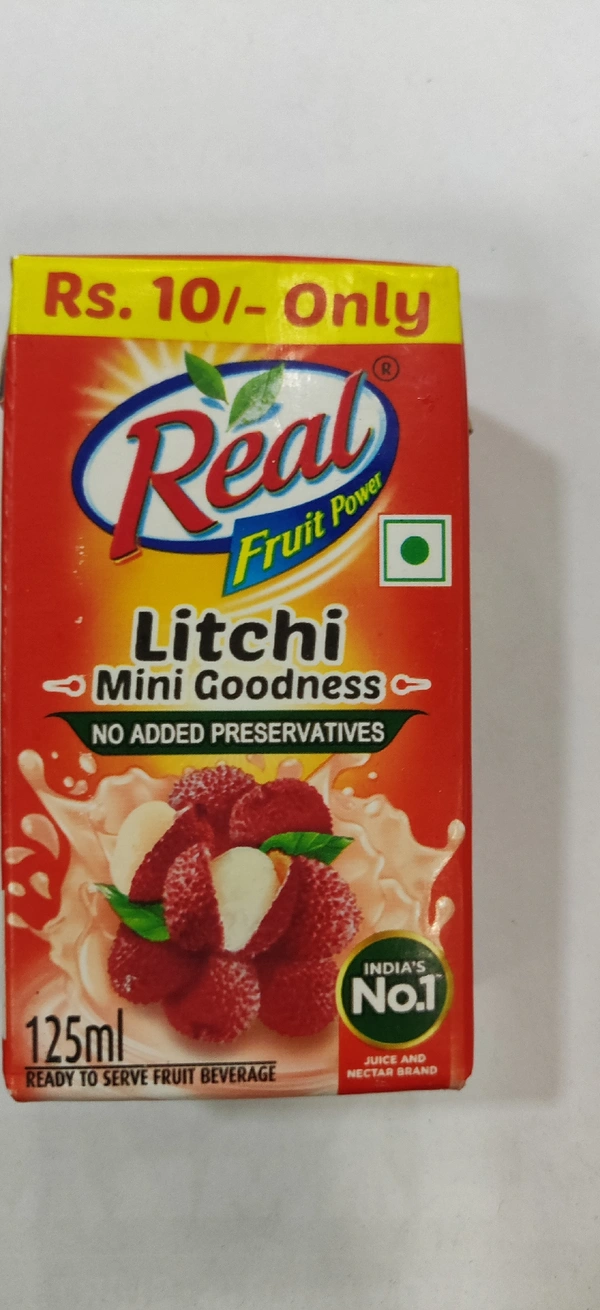 Rs. 10/- Only
Real
®
Fruit Power
Litchi
Mini Goodness
NO ADDED PRESERVATIVES
INDIA'S
No.1
JUICE AND
NECTAR BRAND
125ml
READY TO SERVE FRUIT BEVERAGE